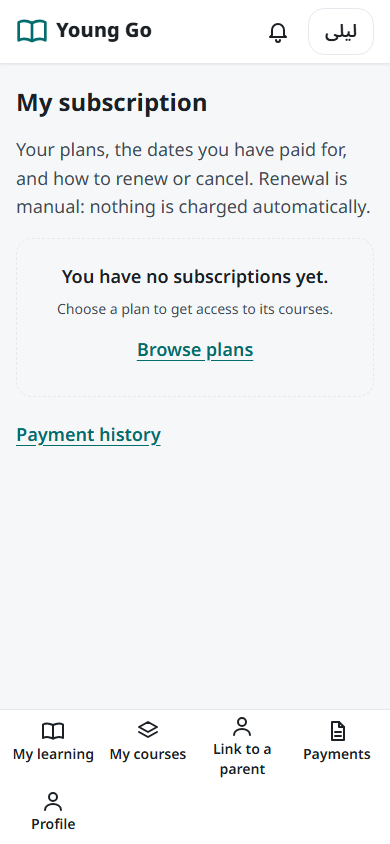 Young Go
لیلی
My subscription
Your plans, the dates you have paid for,
and how to renew or cancel. Renewal is
manual: nothing is charged automatically.
You have no subscriptions yet.
Choose a plan to get access to its courses.
Browse plans
Payment history
My learning
My courses
Link to a
parent
Payments
Profile